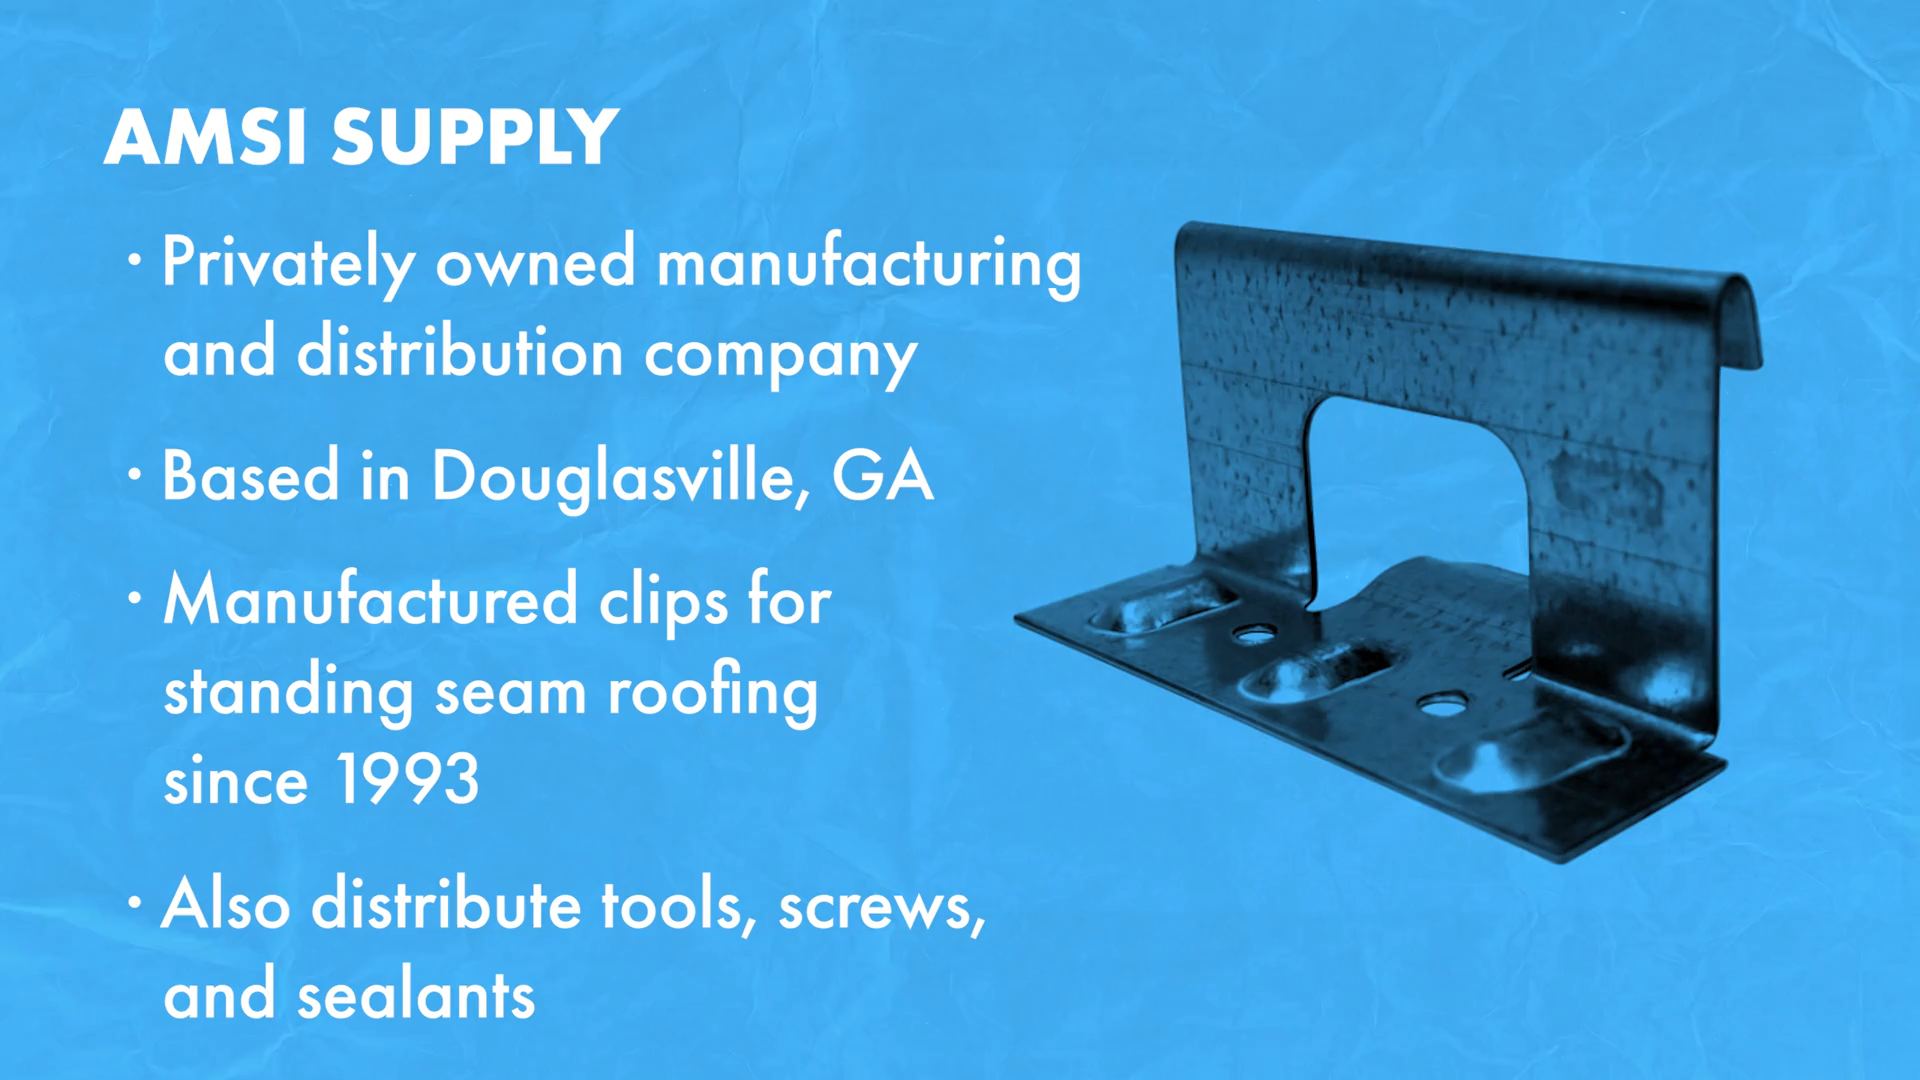 AMSI SUPPLY
· Privately owned manufacturing
and distribution company
· Based in Douglasville, GA
· Manufactured clips for
standing seam roofing
since 1993
· Also distribute tools, screws,
and sealants